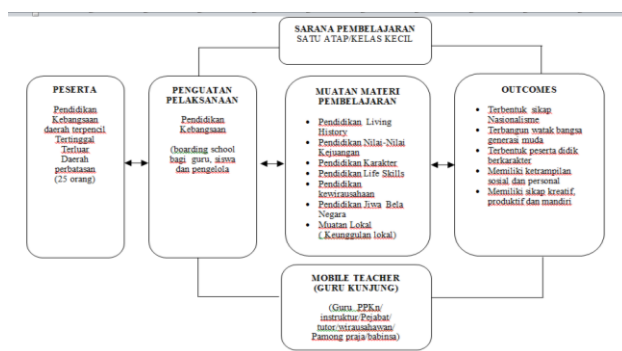 SARANA PEMBELAJARAN
SATU ATAP/KELAS KECIL
PESERTA
Pendidikan
Kebangsaan
daerah terpencil
Tertinggal
Terluar
Daerah
perbatasan
(25 orang)
PENGUATAN
PELAKSANAAN
Pendidikan
Kebangsaan
(boarding school
bagi guru, siswa
dan pengelola
MUATAN MATERI
PEMBELAJARAN
• Pendidikan Living
History
• Pendidikan Nilai-Nilai
Kejuangan
• Pendidikan Karakter
• Pendidikan Life Skills
• Pendidikan
kewirausahaan
• Pendidikan Jiwa Bela
Negara
• Muatan Lokal
( Keunggulan lokal)
OUTCOMES
• Terbentuk sikap
Nasionalisme
• Terbangun watak bangsa
generasi muda
• Terbentuk peserta didik
berkarakter
• Memiliki ketrampilan
sosial dan personal
• Memiliki sikap kreatif,
produktif dan mandiri
MOBILE TEACHER
(GURU KUNJUNG)
(Guru PPKn/
instruktur/Pejabat/
tutor/wirausahawan/
Pamong praja/babinsa)